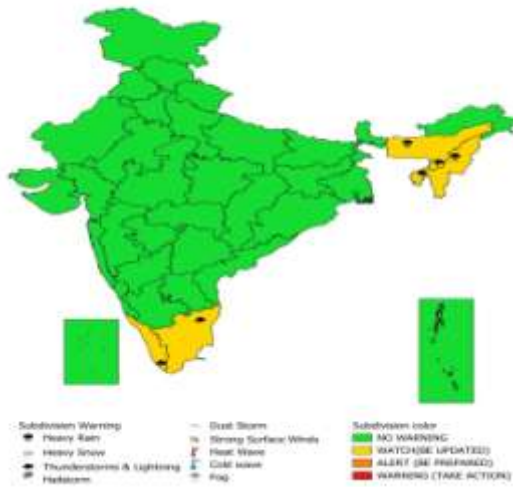 Subdivision Warning
Heavy Rain
Heavy Snow
Thunderstorms & Lightning
Hailstorm
Dust Storm
Strong Surface Winds
Heat Wave
Cold wave
Fog
Subdivision color
NO WARNING
WATCH(BE UPDATED)
ALERT (BE PREPARED)
WARNING (TAKE ACTION)